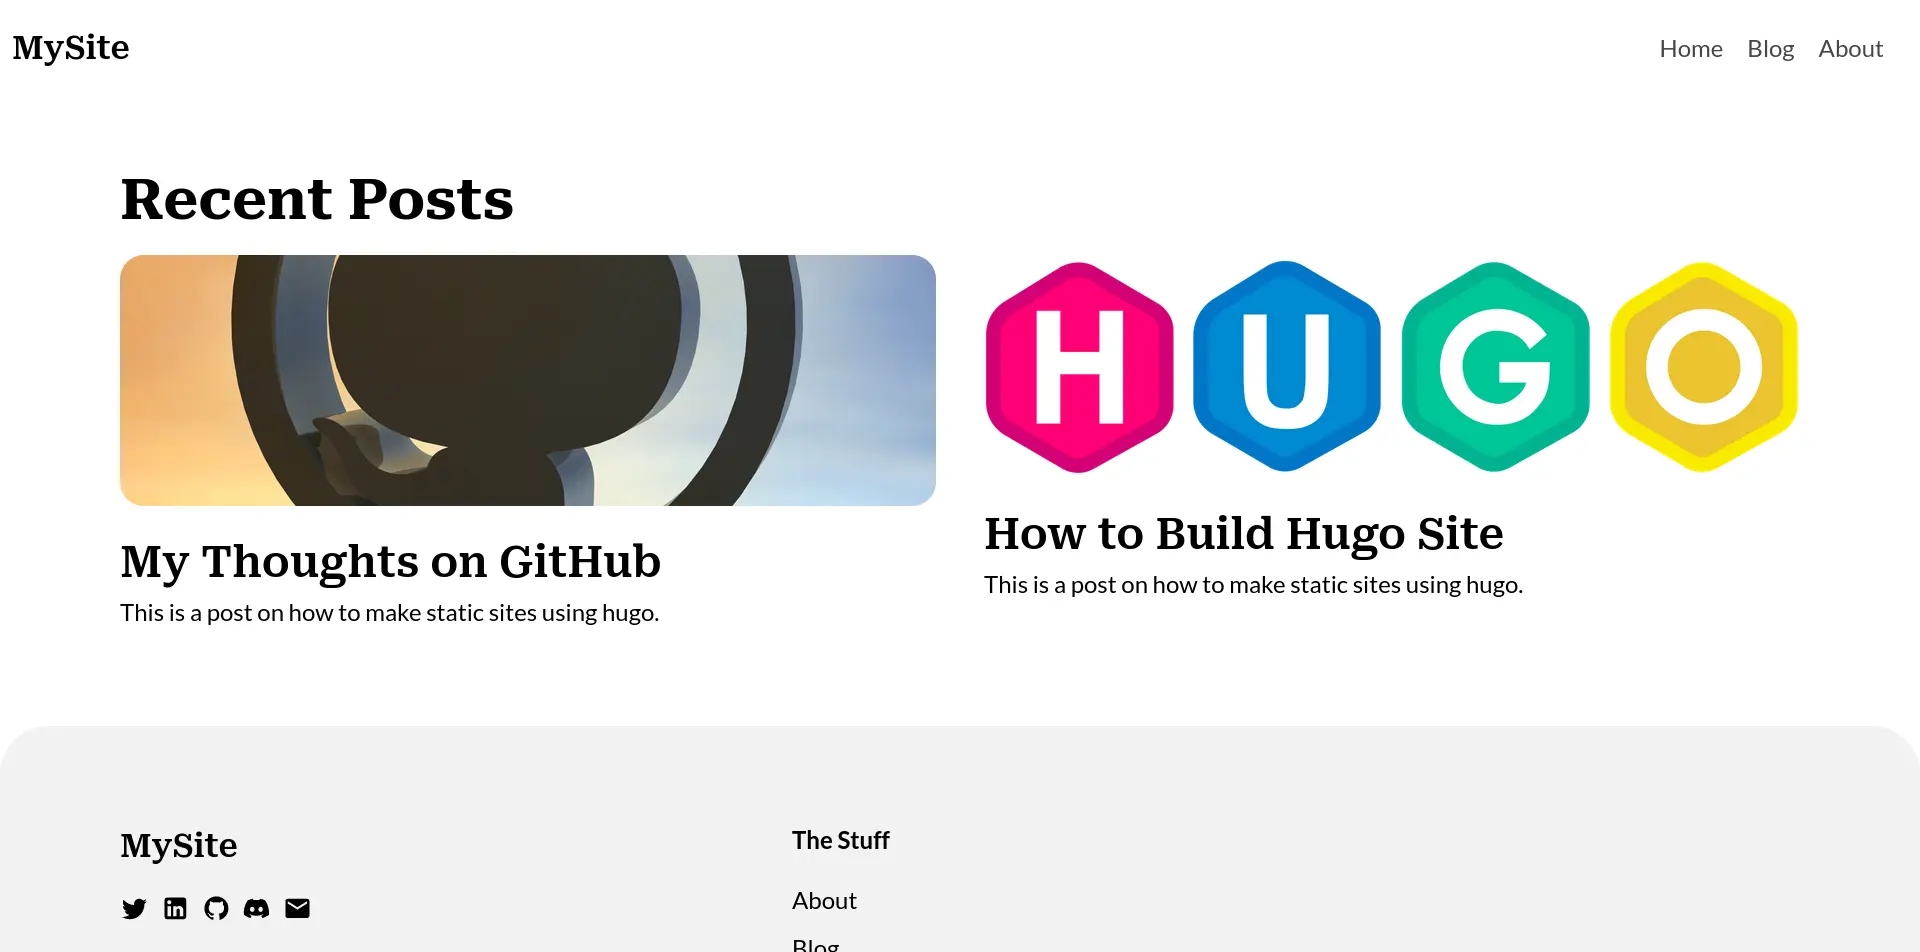 MySite
Home Blog About
Recent Posts
HUGO
My Thoughts on GitHub
This is a post on how to make static sites using hugo.
How to Build Hugo Site
This is a post on how to make static sites using hugo.
MySite
in
The Stuff
About
Blog